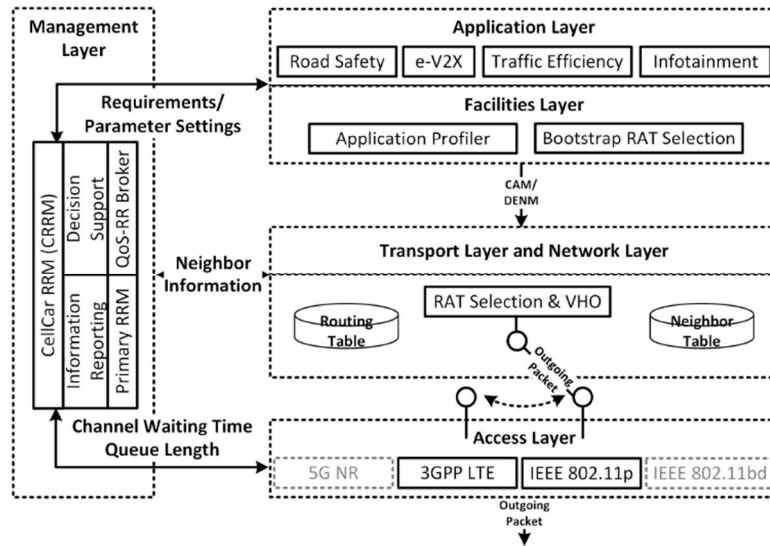 Management
Layer
Application Layer
Road Safety
e-V2X
Traffic Efficiency
Infotainment
Requirements/
Parameter Settings
Facilities Layer
Application Profiler
Bootstrap RAT Selection
CAM/
DENM
CellCar RRM (CRRM)
Decision
Support
QoS-RR Broker
Information
Reporting
Primary RRM
Neighbor
Information
Transport Layer and Network Layer
RAT Selection & VHO
Routing
Table
Neighbor
Table
Outgoing
Packet
Channel Waiting Time
Queue Length
Access Layer
5G NR
3GPP LTE
IEEE 802.11p
IEEE 802.11bd
Outgoing
Packet